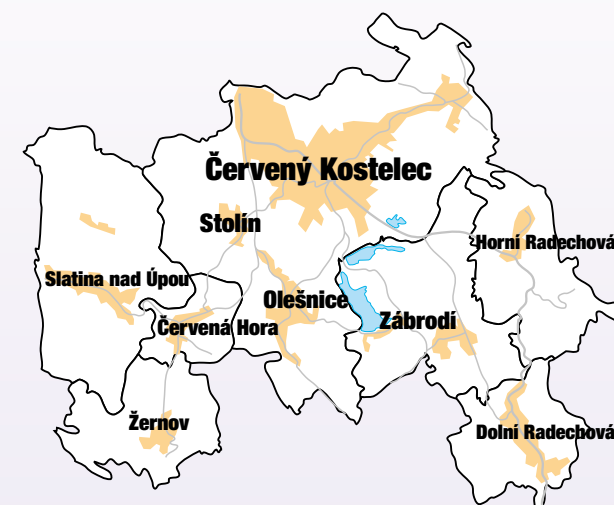 Červený Kostelec
Stolín
Horní Radechová
Slatina nad Úpou
Olešnice
Zábrodí
Červená Hora
Žernov
Dolní Radechová